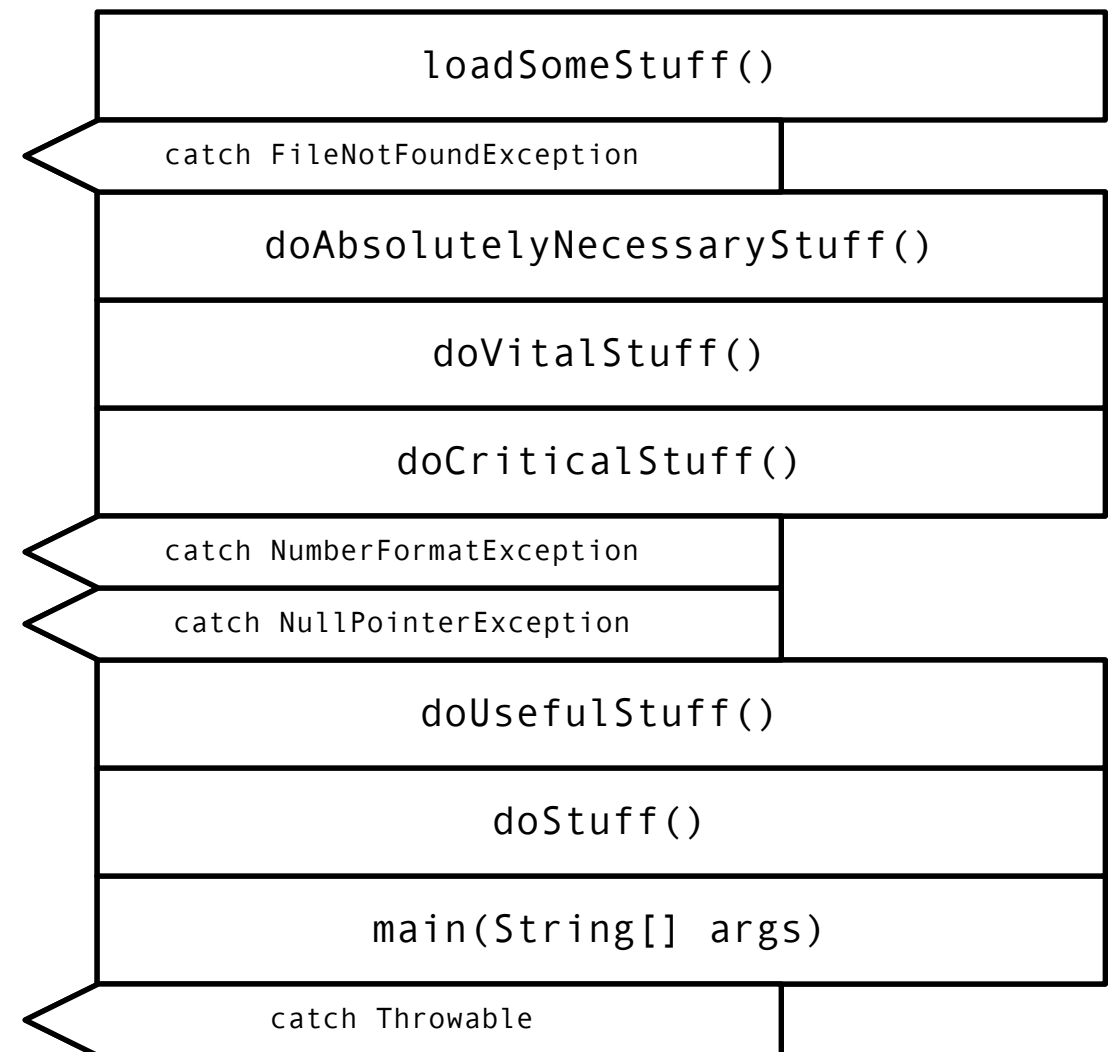 loadSomeStuff()
catch FileNotFoundException
doAbsolutelyNecessaryStuff()
doVitalStuff()
doCriticalStuff()
catch NumberFormatException
catch NullPointerException
doUsefulStuff()
doStuff()
main(String[] args)
catch Throwable